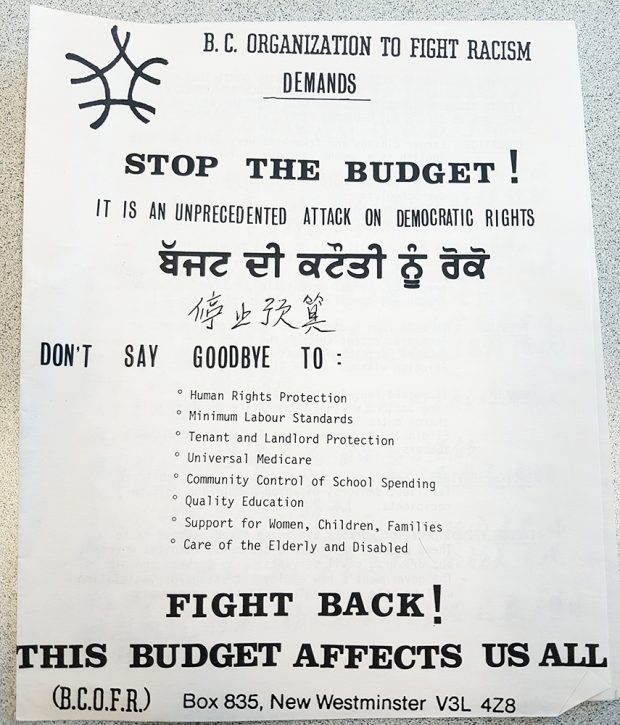 B. C. ORGANIZATION TO FIGHT RACISM
DEMANDS
STOP THE BUDGET!
IT IS AN UNPRECEDENTED ATTACK ON DEMOCRATIC RIGHTS
ਬੱਜਟ ਦੀ ਕਟੌਤੀ ਨੂੰ ਰੋਕੋ
停止预算
DON'T SAY GOODBYE TO:
° Human Rights Protection
° Minimum Labour Standards
° Tenant and Landlord Protection
° Universal Medicare
° Community Control of School Spending
° Quality Education
° Support for Women, Children, Families
° Care of the Elderly and Disabled
FIGHT BACK!
THIS BUDGET AFFECTS US ALL
(B.C.O.F.R.) Box 835, New Westminster V3L 4Z8